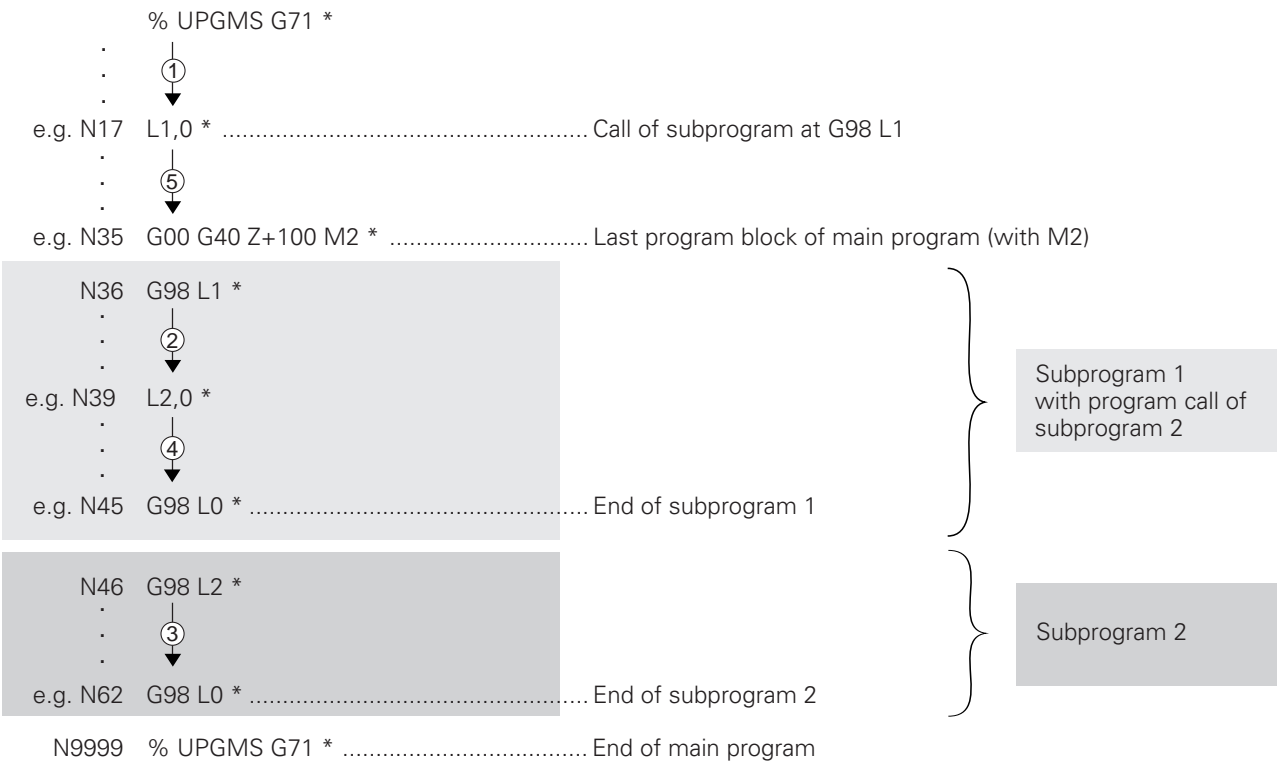 % UPGMS G71 *
.
① 
.
.
e.g. N17 L1,0 * ........................................................ Call of subprogram at G98 L1
.
⑤
.
.
e.g. N35 G00 G40 Z+100 M2 * .............................. Last program block of main program (with M2)
N36 G98 L1 *
.
②
.
.
e.g. N39 L2,0 *
.
④
.
.
e.g. N45 G98 L0 * ................................................... End of subprogram 1
Subprogram 1
with program call of
subprogram 2
N46 G98 L2 *
.
③
.
.
e.g. N62 G98 L0 * ................................................... End of subprogram 2
Subprogram 2
N9999 % UPGMS G71 * ..................................... End of main program